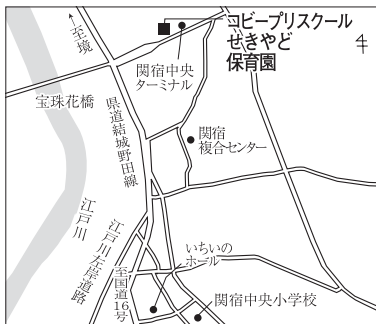 ↑至境
コビープリスクール
せきやど
保育園
関宿中央
ターミナル
宝珠花橋
県道結城野田線
関宿
複合センター
江戸川
江戸川左岸道路
至国道16号
いちいの
ホール
関宿中央小学校